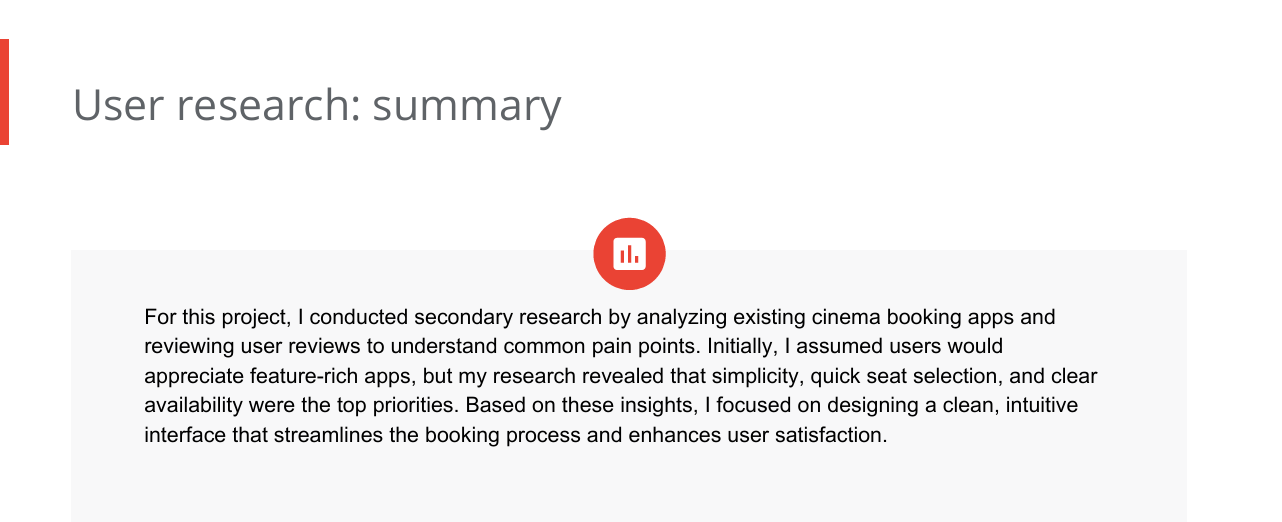 User research: summary
For this project, I conducted secondary research by analyzing existing cinema booking apps and
reviewing user reviews to understand common pain points. Initially, I assumed users would
appreciate feature-rich apps, but my research revealed that simplicity, quick seat selection, and clear
availability were the top priorities. Based on these insights, I focused on designing a clean, intuitive
interface that streamlines the booking process and enhances user satisfaction.